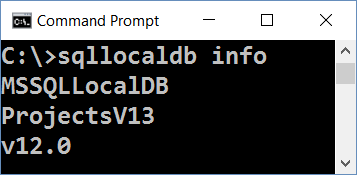 Command Prompt
C:\>sqllocaldb info
MSSQLLocalDB
ProjectsV13
v12.0